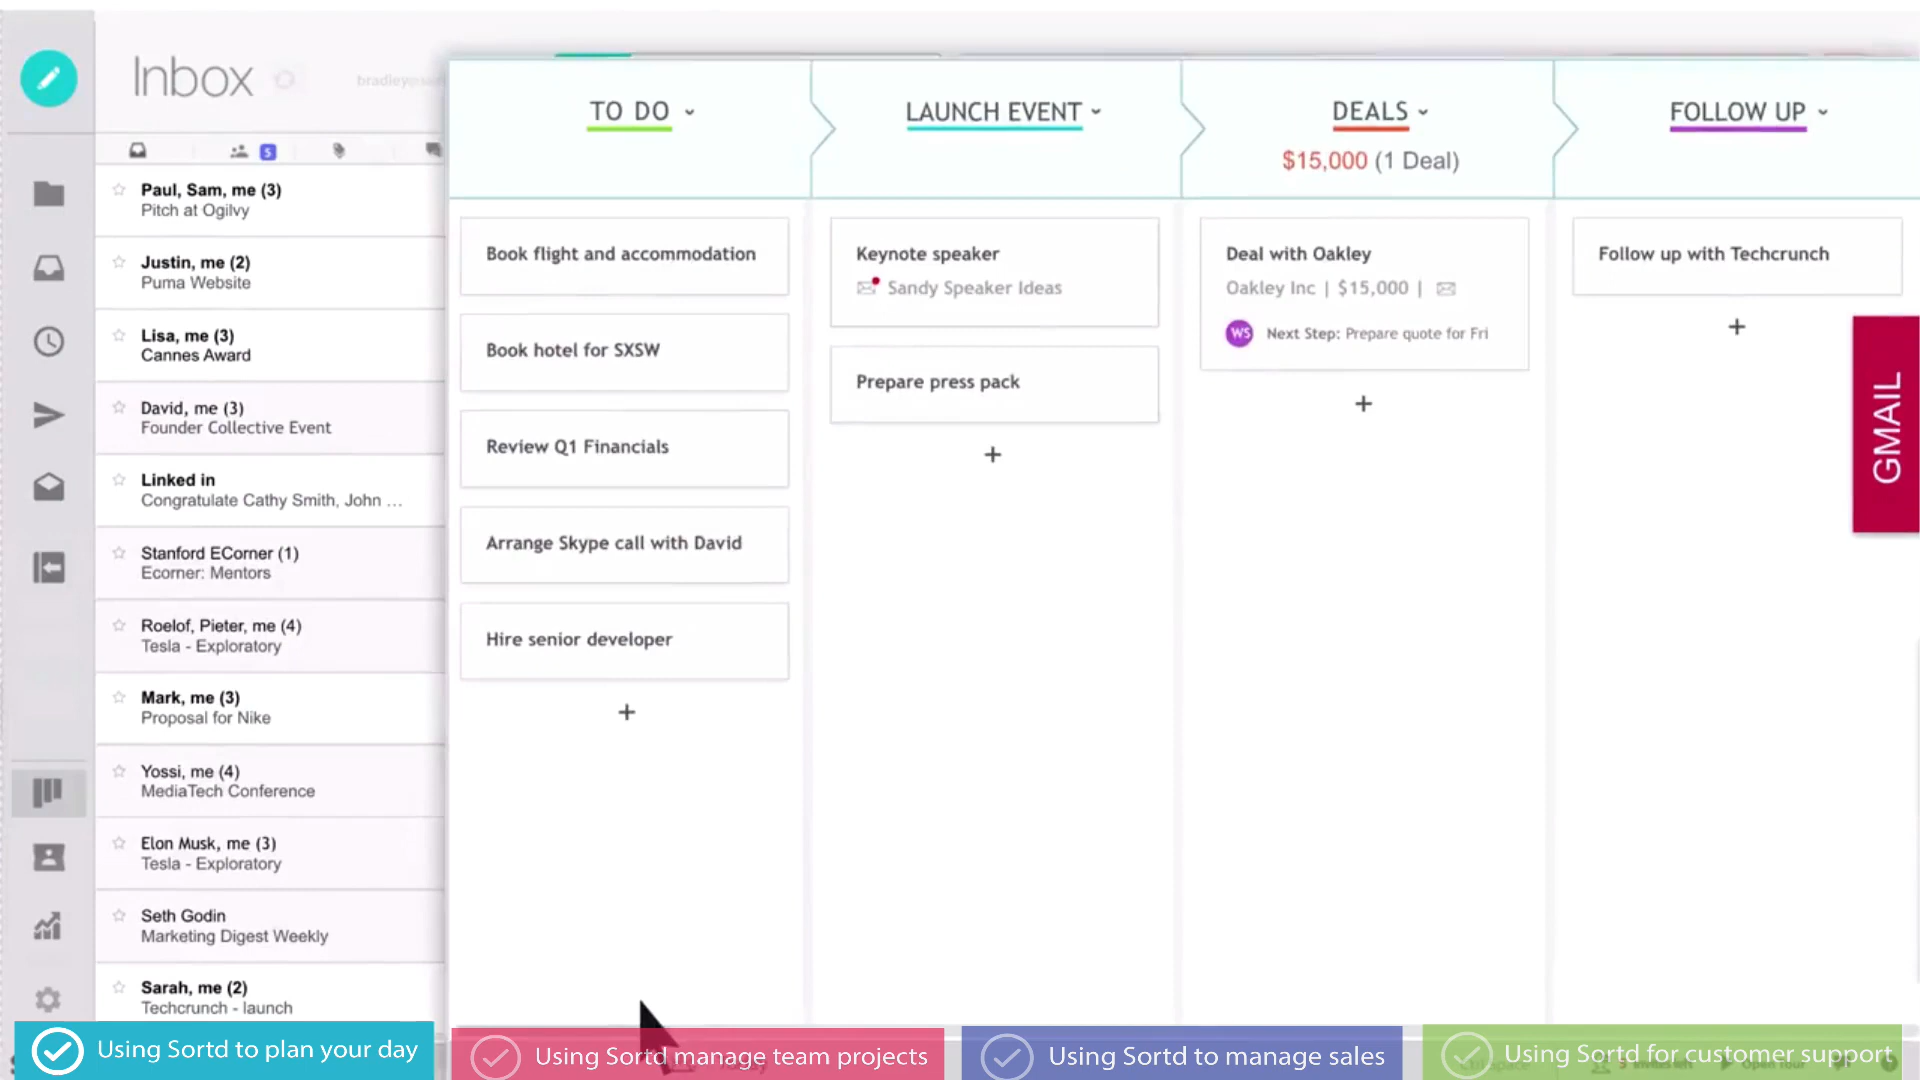 Inbox
5
Paul, Sam, me (3)
Pitch at Ogilvy
Justin, me (2)
Puma Website
Lisa, me (3)
Cannes Award
David, me (3)
Founder Collective Event
Linked in
Congratulate Cathy Smith, John ...
Stanford ECorner (1)
Ecorner: Mentors
Roelof, Pieter, me (4)
Tesla - Exploratory
Mark, me (3)
Proposal for Nike
Yossi, me (4)
MediaTech Conference
Elon Musk, me (3)
Tesla - Exploratory
Seth Godin
Marketing Digest Weekly
Sarah, me (2)
Techcrunch - launch
TO DO
Book flight and accommodation
Book hotel for SXSW
Review Q1 Financials
Arrange Skype call with David
Hire senior developer
+
LAUNCH EVENT
Keynote speaker
Sandy Speaker Ideas
Prepare press pack
+
DEALS
$15,000 (1 Deal)
Deal with Oakley
Oakley Inc | $15,000 |
WS Next Step: Prepare quote for Fri
+
FOLLOW UP
Follow up with Techcrunch
+
GMAIL
Using Sortd to plan your day
Using Sortd manage team projects
Using Sortd to manage sales
Using Sortd for customer support